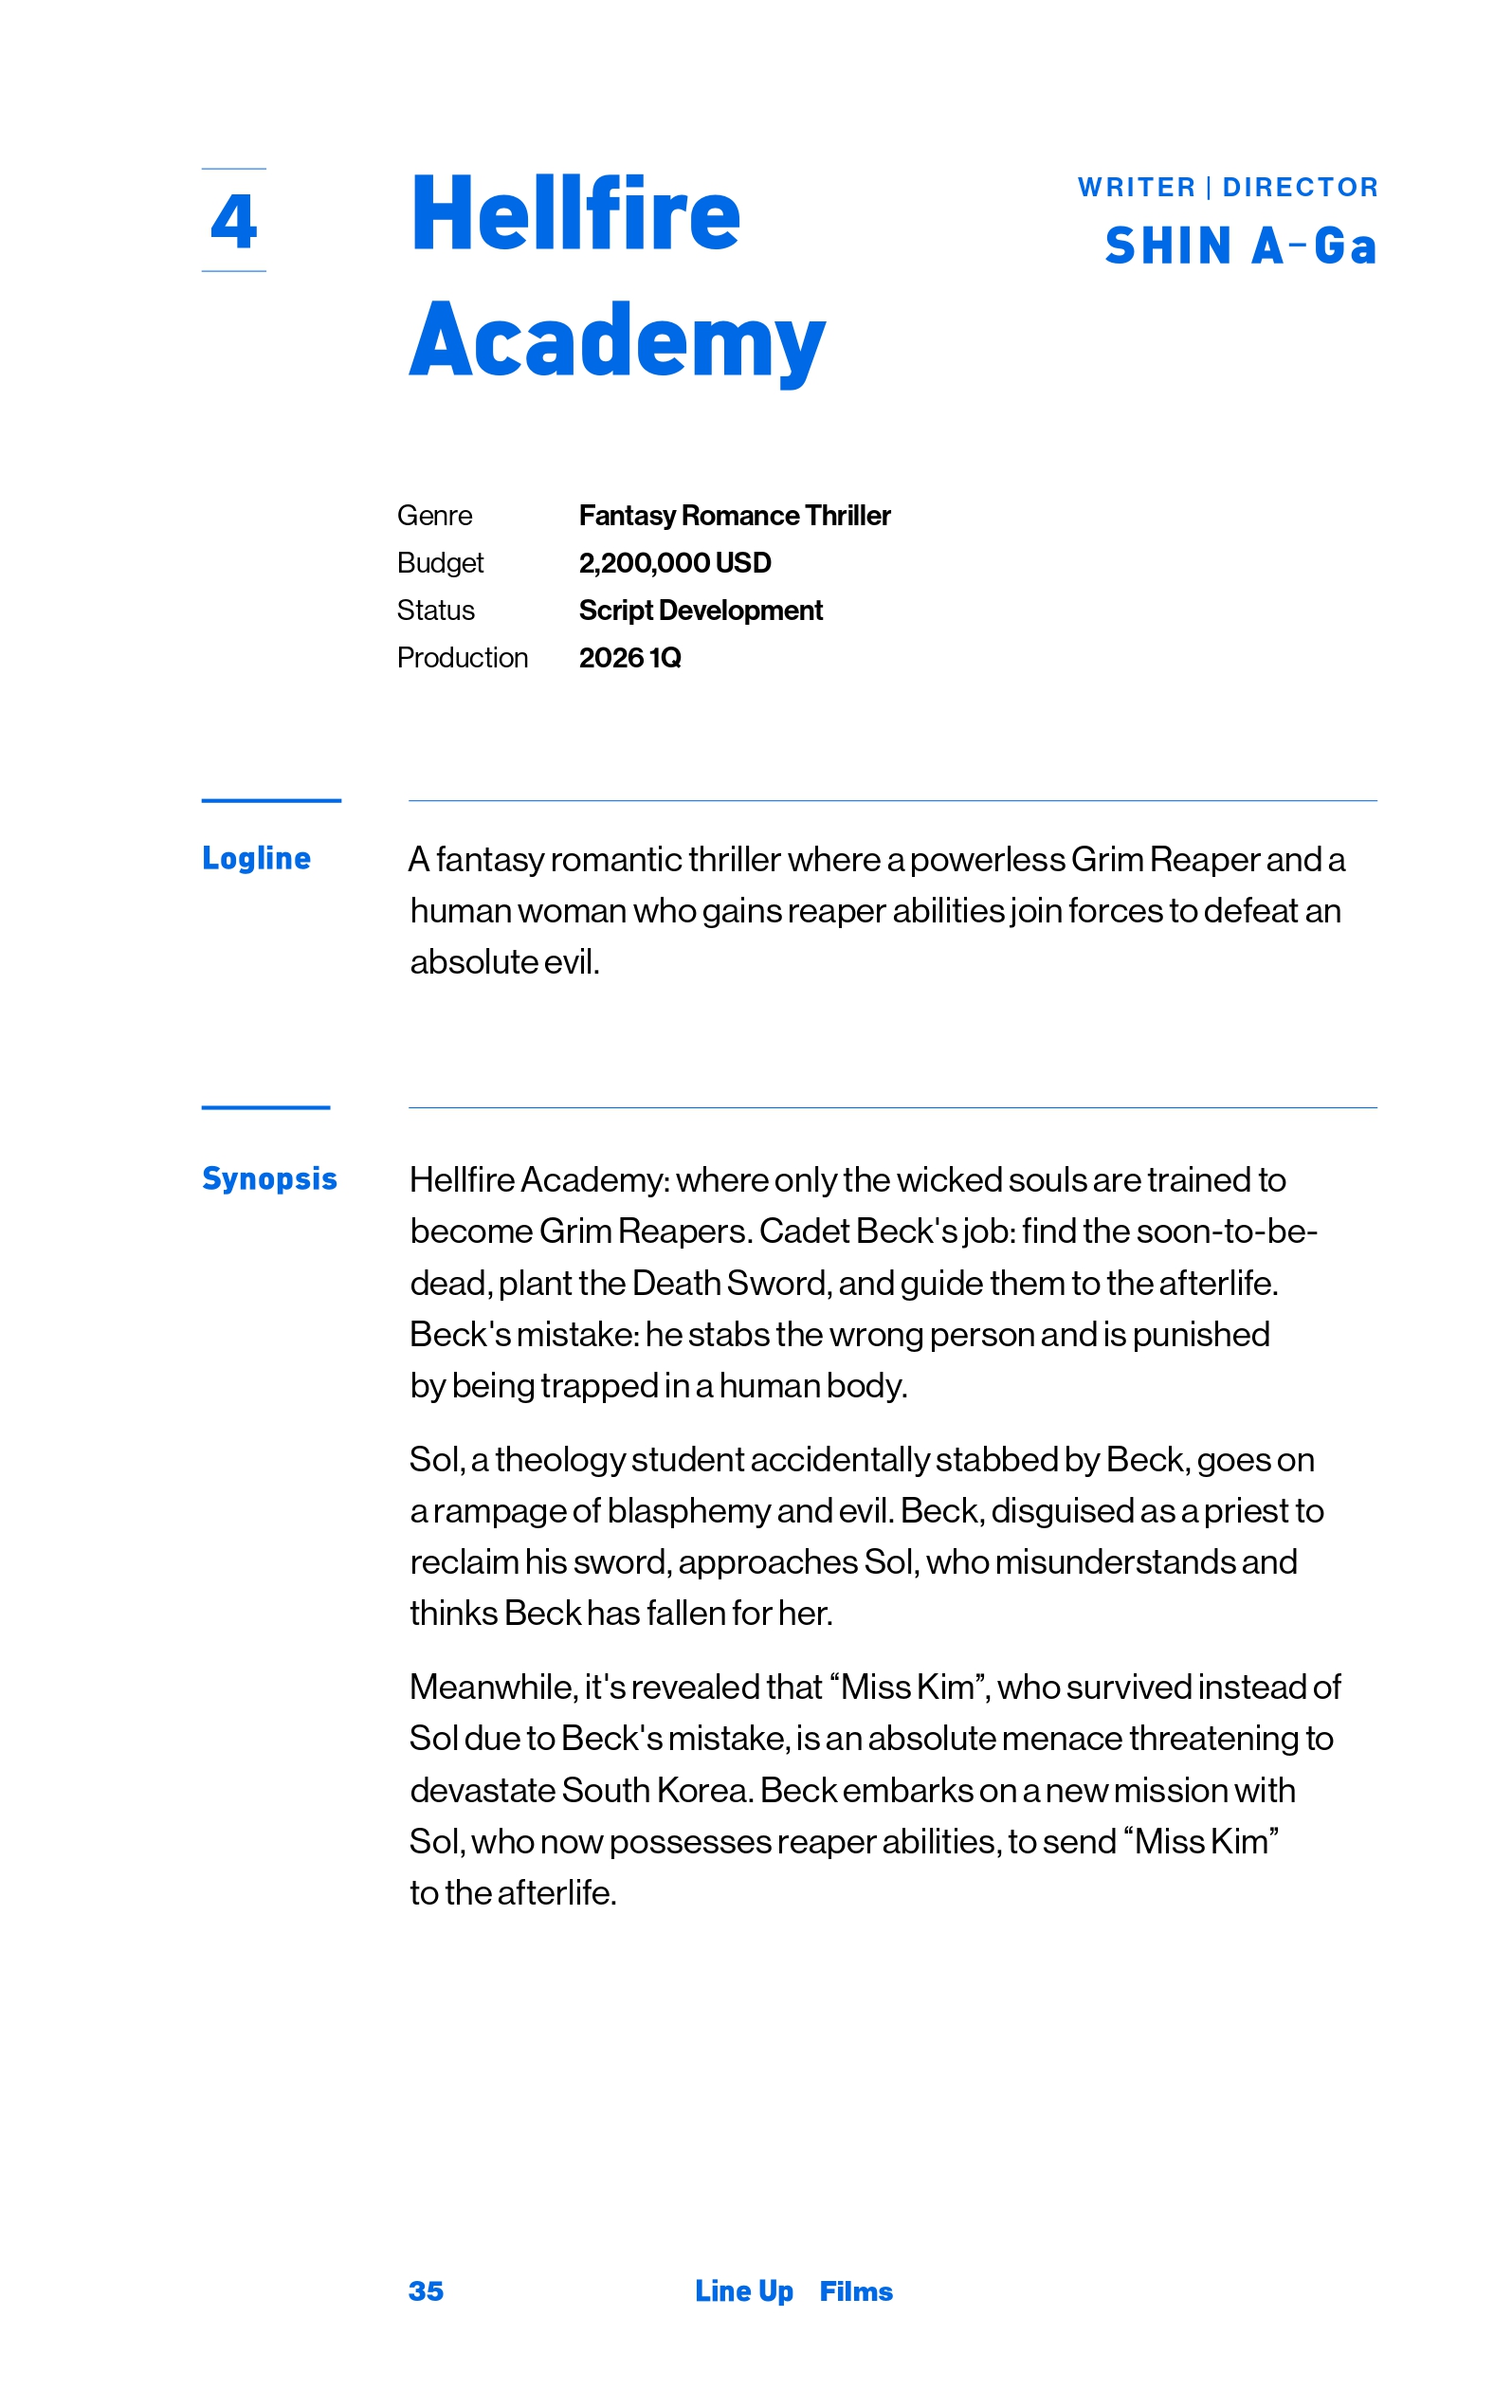 4
Hellfire
Academy
WRITER | DIRECTOR
SHIN A-Ga
Genre Fantasy Romance Thriller
Budget 2,200,000 USD
Status Script Development
Production 2026 1Q
Logline
A fantasy romantic thriller where a powerless Grim Reaper and a
human woman who gains reaper abilities join forces to defeat an
absolute evil.
Synopsis
Hellfire Academy: where only the wicked souls are trained to
become Grim Reapers. Cadet Beck's job: find the soon-to-be-
dead, plant the Death Sword, and guide them to the afterlife.
Beck's mistake: he stabs the wrong person and is punished
by being trapped in a human body.
Sol, a theology student accidentally stabbed by Beck, goes on
a rampage of blasphemy and evil. Beck, disguised as a priest to
reclaim his sword, approaches Sol, who misunderstands and
thinks Beck has fallen for her.
Meanwhile, it's revealed that “Miss Kim”, who survived instead of
Sol due to Beck's mistake, is an absolute menace threatening to
devastate South Korea. Beck embarks on a new mission with
Sol, who now possesses reaper abilities, to send “Miss Kim”
to the afterlife.
35 Line Up Films